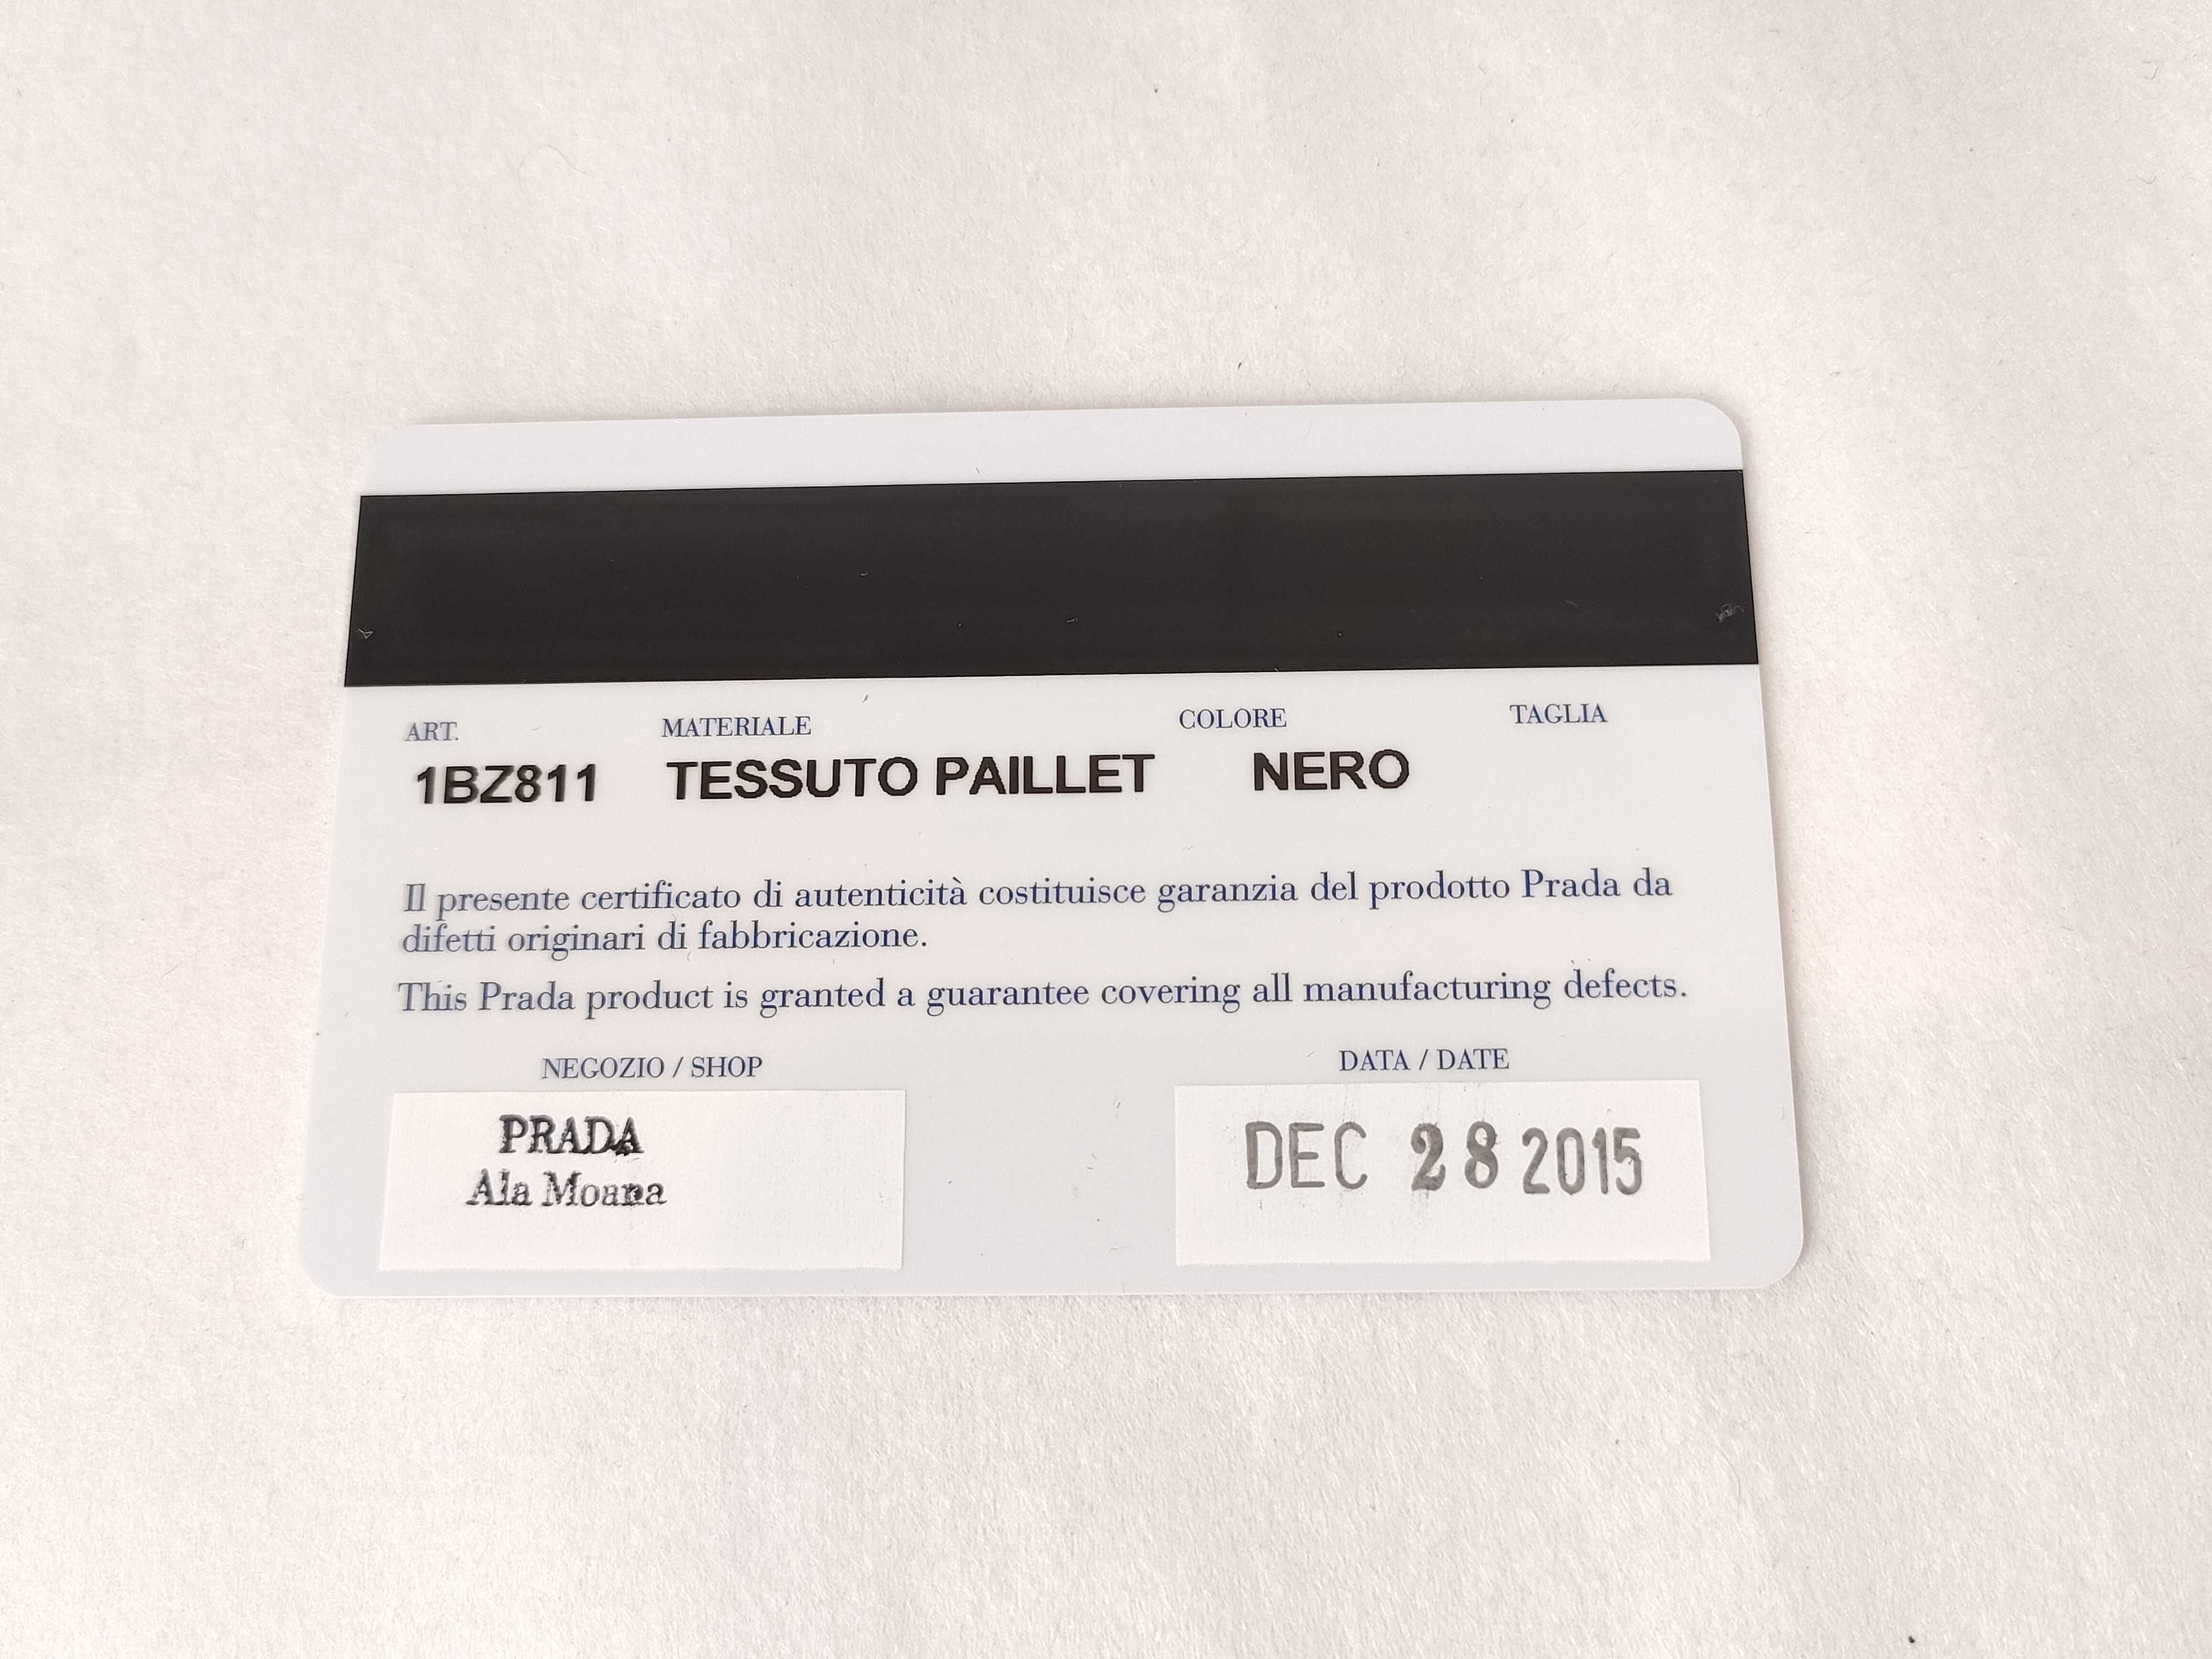 ART. MATERIALE COLORE TAGLIA
1BZ811 TESSUTO PAILLET NERO
Il presente certificato di autenticità costituisce garanzia del prodotto Prada da
difetti originari di fabbricazione.
This Prada product is granted a guarantee covering all manufacturing defects.
NEGOZIO / SHOP DATA / DATE
PRADA
Ala Moana
DEC 28 2015